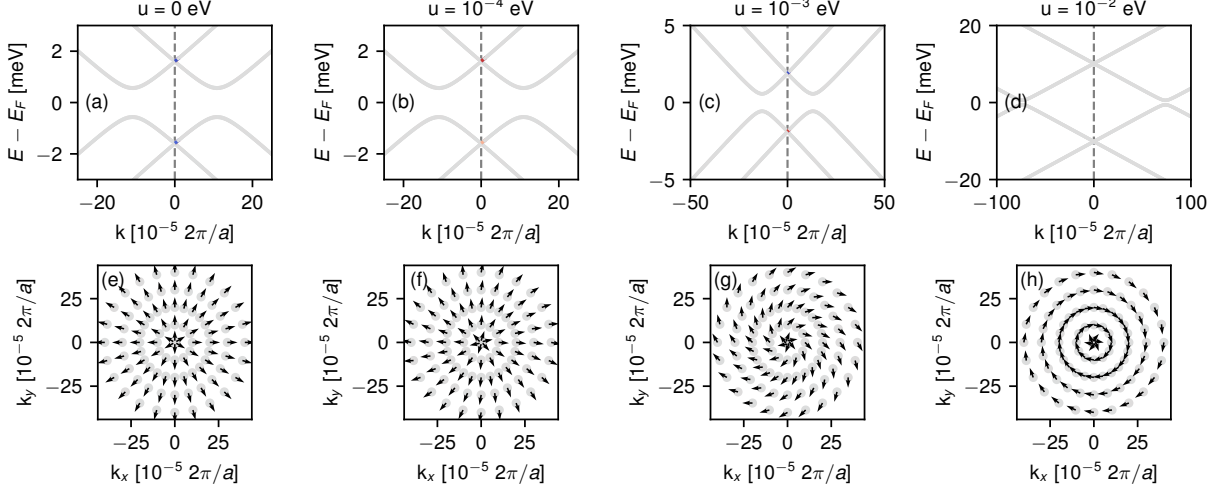 u = 0 eV
u = 10⁻⁴ eV
u = 10⁻³ eV
u = 10⁻² eV
E − E_F [meV]
2
0
−2
(a)
−20 0 20
k [10⁻⁵ 2π/a]
E − E_F [meV]
2
0
−2
(b)
−20 0 20
k [10⁻⁵ 2π/a]
E − E_F [meV]
5
0
−5
(c)
−50 0 50
k [10⁻⁵ 2π/a]
E − E_F [meV]
20
0
−20
(d)
−100 0 100
k [10⁻⁵ 2π/a]
k_y [10⁻⁵ 2π/a]
25
0
−25
(e)
−25 0 25
k_x [10⁻⁵ 2π/a]
k_y [10⁻⁵ 2π/a]
25
0
−25
(f)
−25 0 25
k_x [10⁻⁵ 2π/a]
k_y [10⁻⁵ 2π/a]
25
0
−25
(g)
−25 0 25
k_x [10⁻⁵ 2π/a]
k_y [10⁻⁵ 2π/a]
25
0
−25
(h)
−25 0 25
k_x [10⁻⁵ 2π/a]